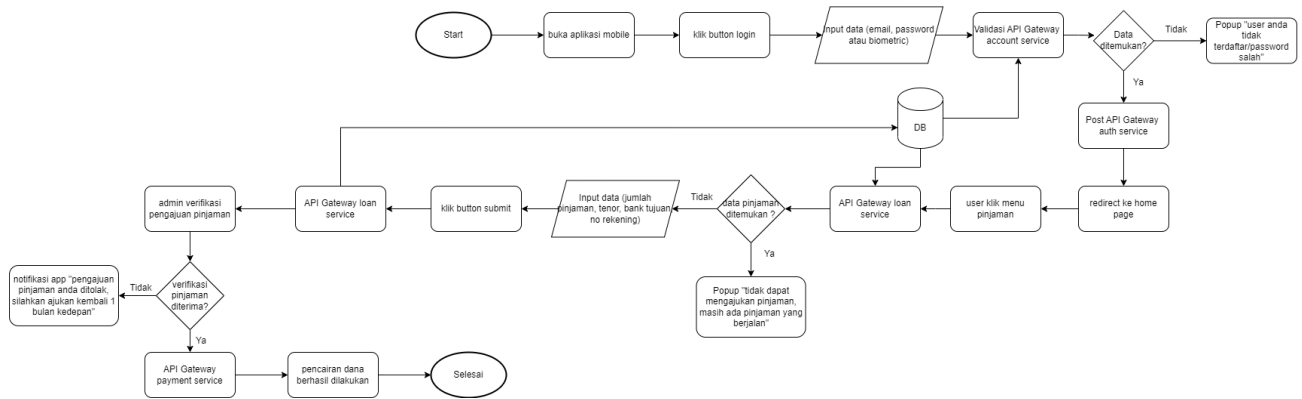 Start
buka aplikasi mobile
klik button login
Input data (email, password
atau biometric)
Validasi API Gateway
account service
Data
ditemukan?
Tidak
Popup "user anda
tidak
terdaftar/password
salah"
Ya
Post API Gateway
auth service
DB
redirect ke home
page
user klik menu
pinjaman
API Gateway loan
service
data pinjaman
ditemukan ?
Tidak
Ya
Popup "tidak dapat
mengajukan pinjaman,
masih ada pinjaman yang
berjalan"
Input data (jumlah
pinjaman, tenor, bank tujuan,
no rekening)
klik button submit
API Gateway loan
service
admin verifikasi
pengajuan pinjaman
verifikasi
pinjaman
diterima?
Tidak
notifikasi app "pengajuan
pinjaman anda ditolak,
silahkan ajukan kembali 1
bulan kedepan"
Ya
API Gateway
payment service
pencairan dana
berhasil dilakukan
Selesai